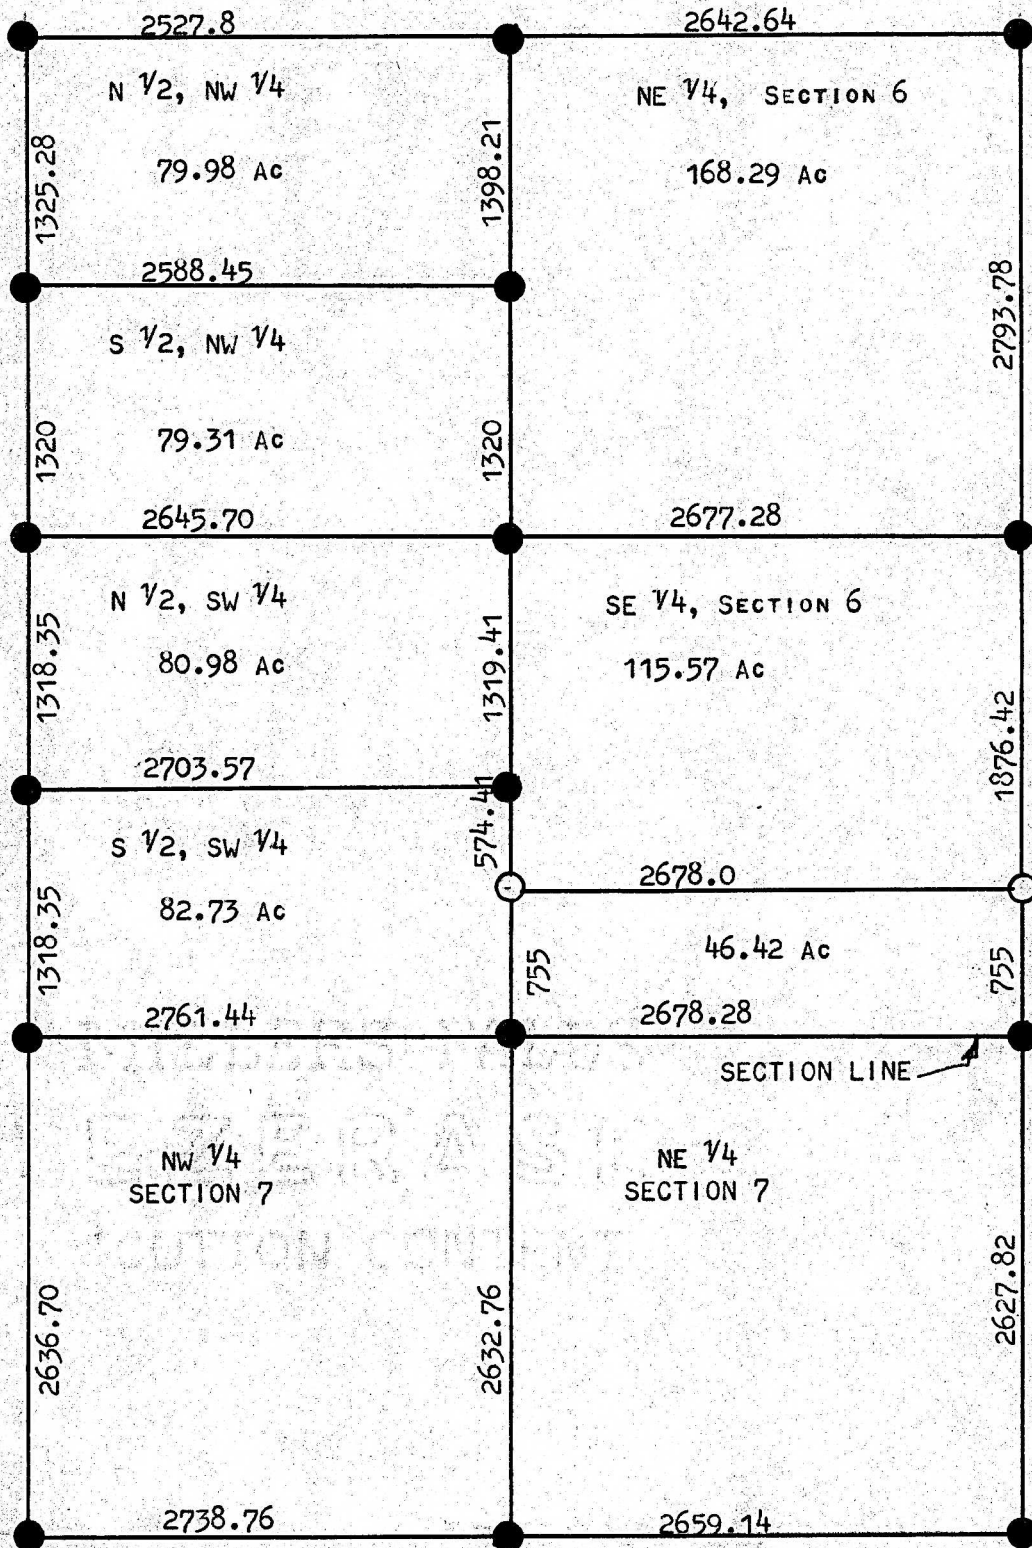 2527.8
2642.64
N 1/2, NW 1/4
NE 1/4, SECTION 6
79.98 Ac
168.29 Ac
1325.28
1398.21
2793.78
2588.45
S 1/2, NW 1/4
79.31 Ac
1320
1320
2645.70
2677.28
N 1/2, SW 1/4
SE 1/4, SECTION 6
80.98 Ac
115.57 Ac
1318.35
1319.41
1876.42
2703.57
574.41
S 1/2, SW 1/4
2678.0
82.73 Ac
46.42 Ac
1318.35
755
755
2761.44
2678.28
SECTION LINE
NW 1/4
SECTION 7
NE 1/4
SECTION 7
2636.70
2632.76
2627.82
2738.76
2659.14